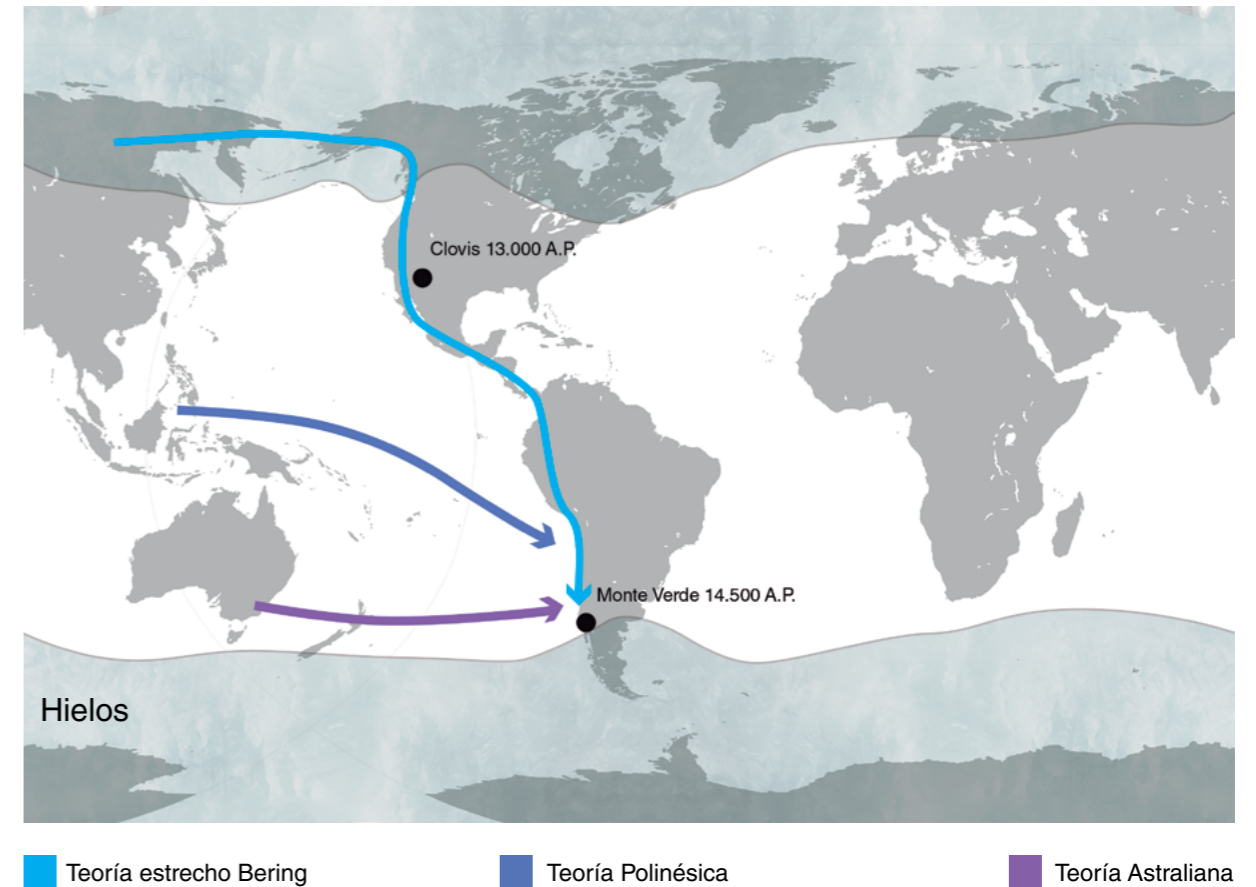 Clovis 13.000 A.P.
Monte Verde 14.500 A.P.
Hielos
Teoría estrecho Bering
Teoría Polinésica
Teoría Astraliana